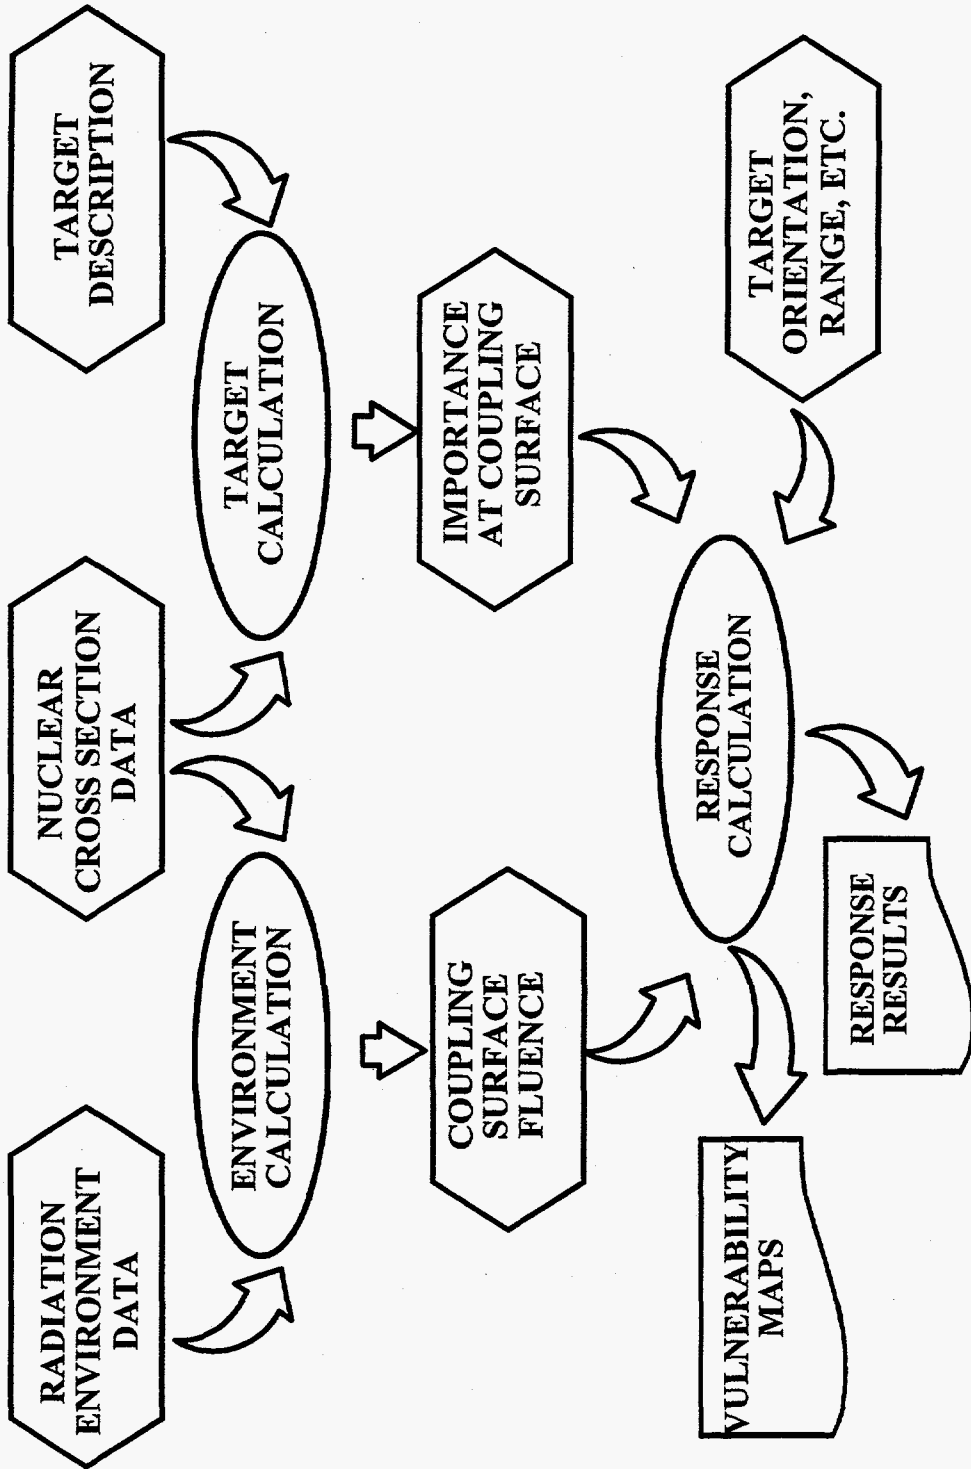 RADIATION
ENVIRONMENT
DATA
NUCLEAR
CROSS SECTION
DATA
TARGET
DESCRIPTION
ENVIRONMENT
CALCULATION
TARGET
CALCULATION
COUPLING
SURFACE
FLUENCE
IMPORTANCE
AT COUPLING
SURFACE
RESPONSE
CALCULATION
TARGET
ORIENTATION,
RANGE, ETC.
VULNERABILITY
MAPS
RESPONSE
RESULTS